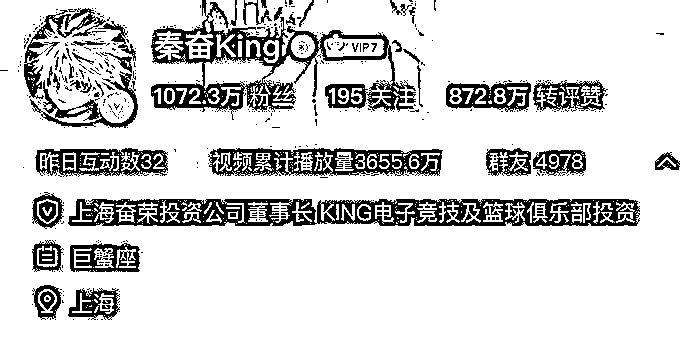 秦奋King VIP7
1072.3万 粉丝 195 关注 872.8万 转评赞
昨日互动数32 视频累计播放量3655.6万 群友 4978
上海奋荣投资公司董事长 KING电子竞技及篮球俱乐部投资
巨蟹座
上海